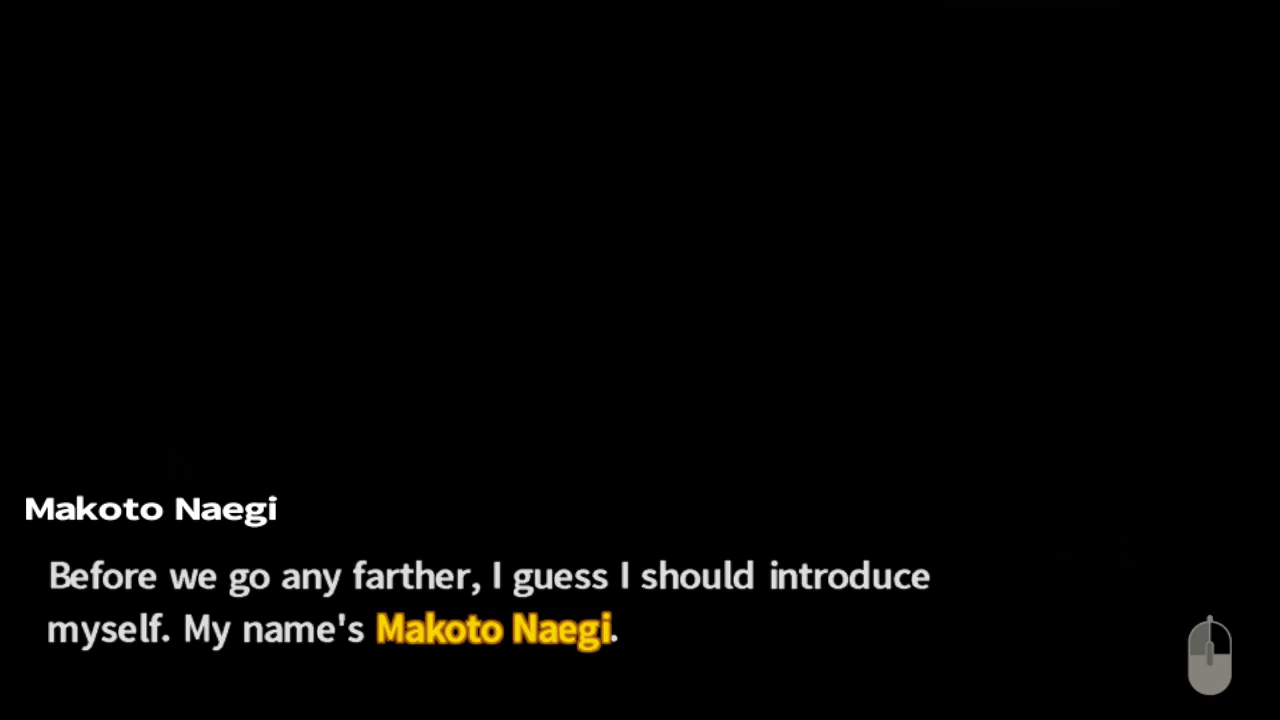 Makoto Naegi
Before we go any farther, I guess I should introduce
myself. My name's Makoto Naegi.